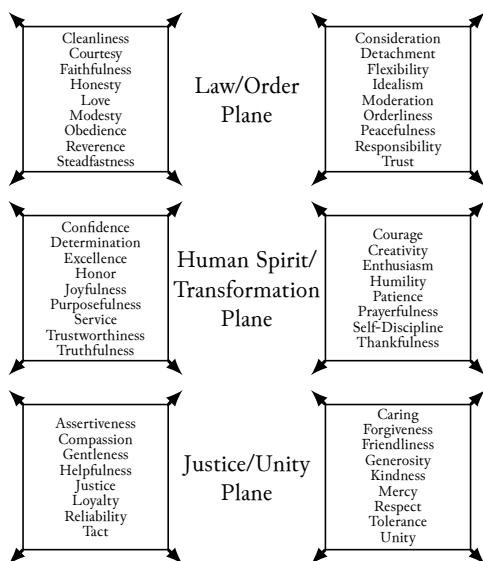 Cleanliness
Courtesy
Faithfulness
Honesty
Love
Modesty
Obedience
Reverence
Steadfastness
Law/Order
Plane
Consideration
Detachment
Flexibility
Idealism
Moderation
Orderliness
Peacefulness
Responsibility
Trust
Confidence
Determination
Excellence
Honor
Joyfulness
Purposefulness
Service
Trustworthiness
Truthfulness
Human Spirit/
Transformation
Plane
Courage
Creativity
Enthusiasm
Humility
Patience
Prayerfulness
Self-Discipline
Thankfulness
Assertiveness
Compassion
Gentleness
Helpfulness
Justice
Loyalty
Reliability
Tact
Justice/Unity
Plane
Caring
Forgiveness
Friendliness
Generosity
Kindness
Mercy
Respect
Tolerance
Unity